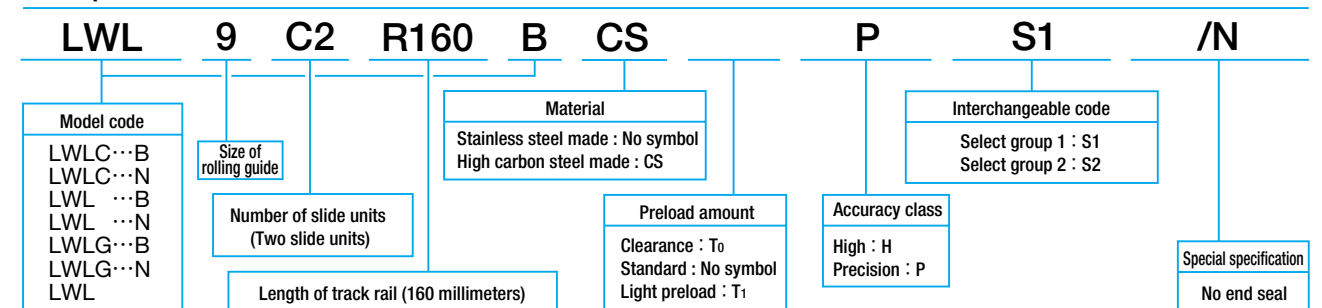 LWL 9 C2 R160 B CS P S1 /N
Model code
LWLC⋯B
LWLC⋯N
LWL ⋯B
LWL ⋯N
LWLG⋯B
LWLG⋯N
LWL
Size of
rolling guide
Number of slide units
(Two slide units)
Length of track rail (160 millimeters)
Material
Stainless steel made : No symbol
High carbon steel made : CS
Preload amount
Clearance : T₀
Standard : No symbol
Light preload : T₁
Accuracy class
High : H
Precision : P
Interchangeable code
Select group 1 : S1
Select group 2 : S2
Special specification
No end seal